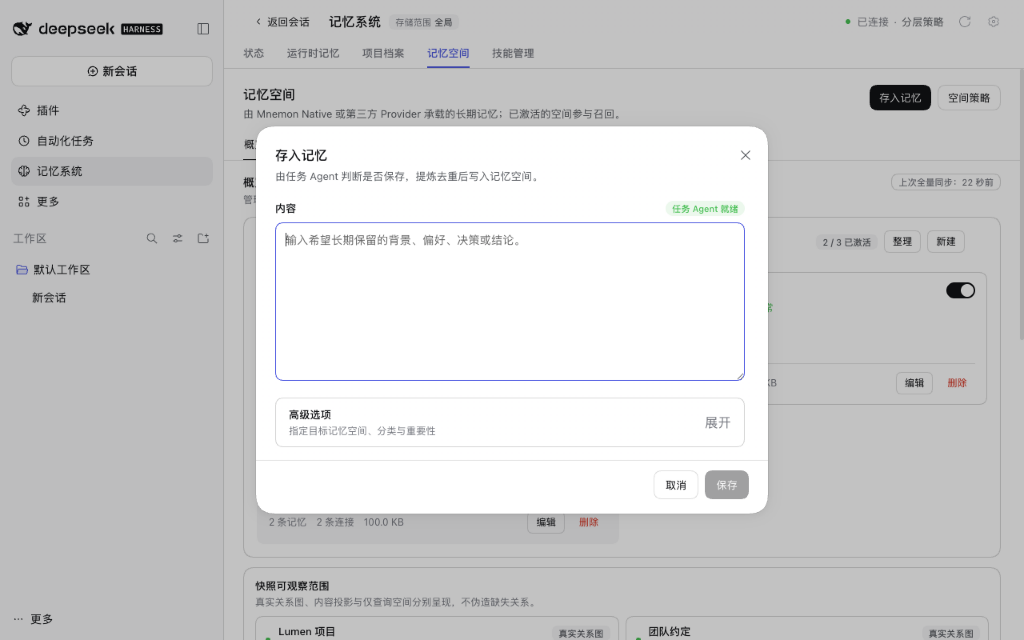 deepseek HARNESS
新会话
插件
自动化任务
记忆系统
更多
工作区
默认工作区
新会话
更多
返回会话
记忆系统
存储范围 全局
已连接 · 分层策略
状态
运行时记忆
项目档案
记忆空间
技能管理
记忆空间
由 Mnemon Native 或第三方 Provider 承载的长期记忆；已激活的空间参与召回。
存入记忆
空间策略
上次全量同步：22 秒前
2 / 3 已激活
整理
新建
编辑
删除
存入记忆
由任务 Agent 判断是否保存，提炼去重后写入记忆空间。
内容
任务 Agent 就绪
输入希望长期保留的背景、偏好、决策或结论。
高级选项
指定目标记忆空间、分类与重要性
展开
取消
保存
2 条记忆 2 条连接 100.0 KB
编辑
删除
快照可观察范围
真实关系图、内容投影与仅查询空间分别呈现，不伪造缺失关系。
Lumen 项目
真实关系图
团队约定
真实关系图